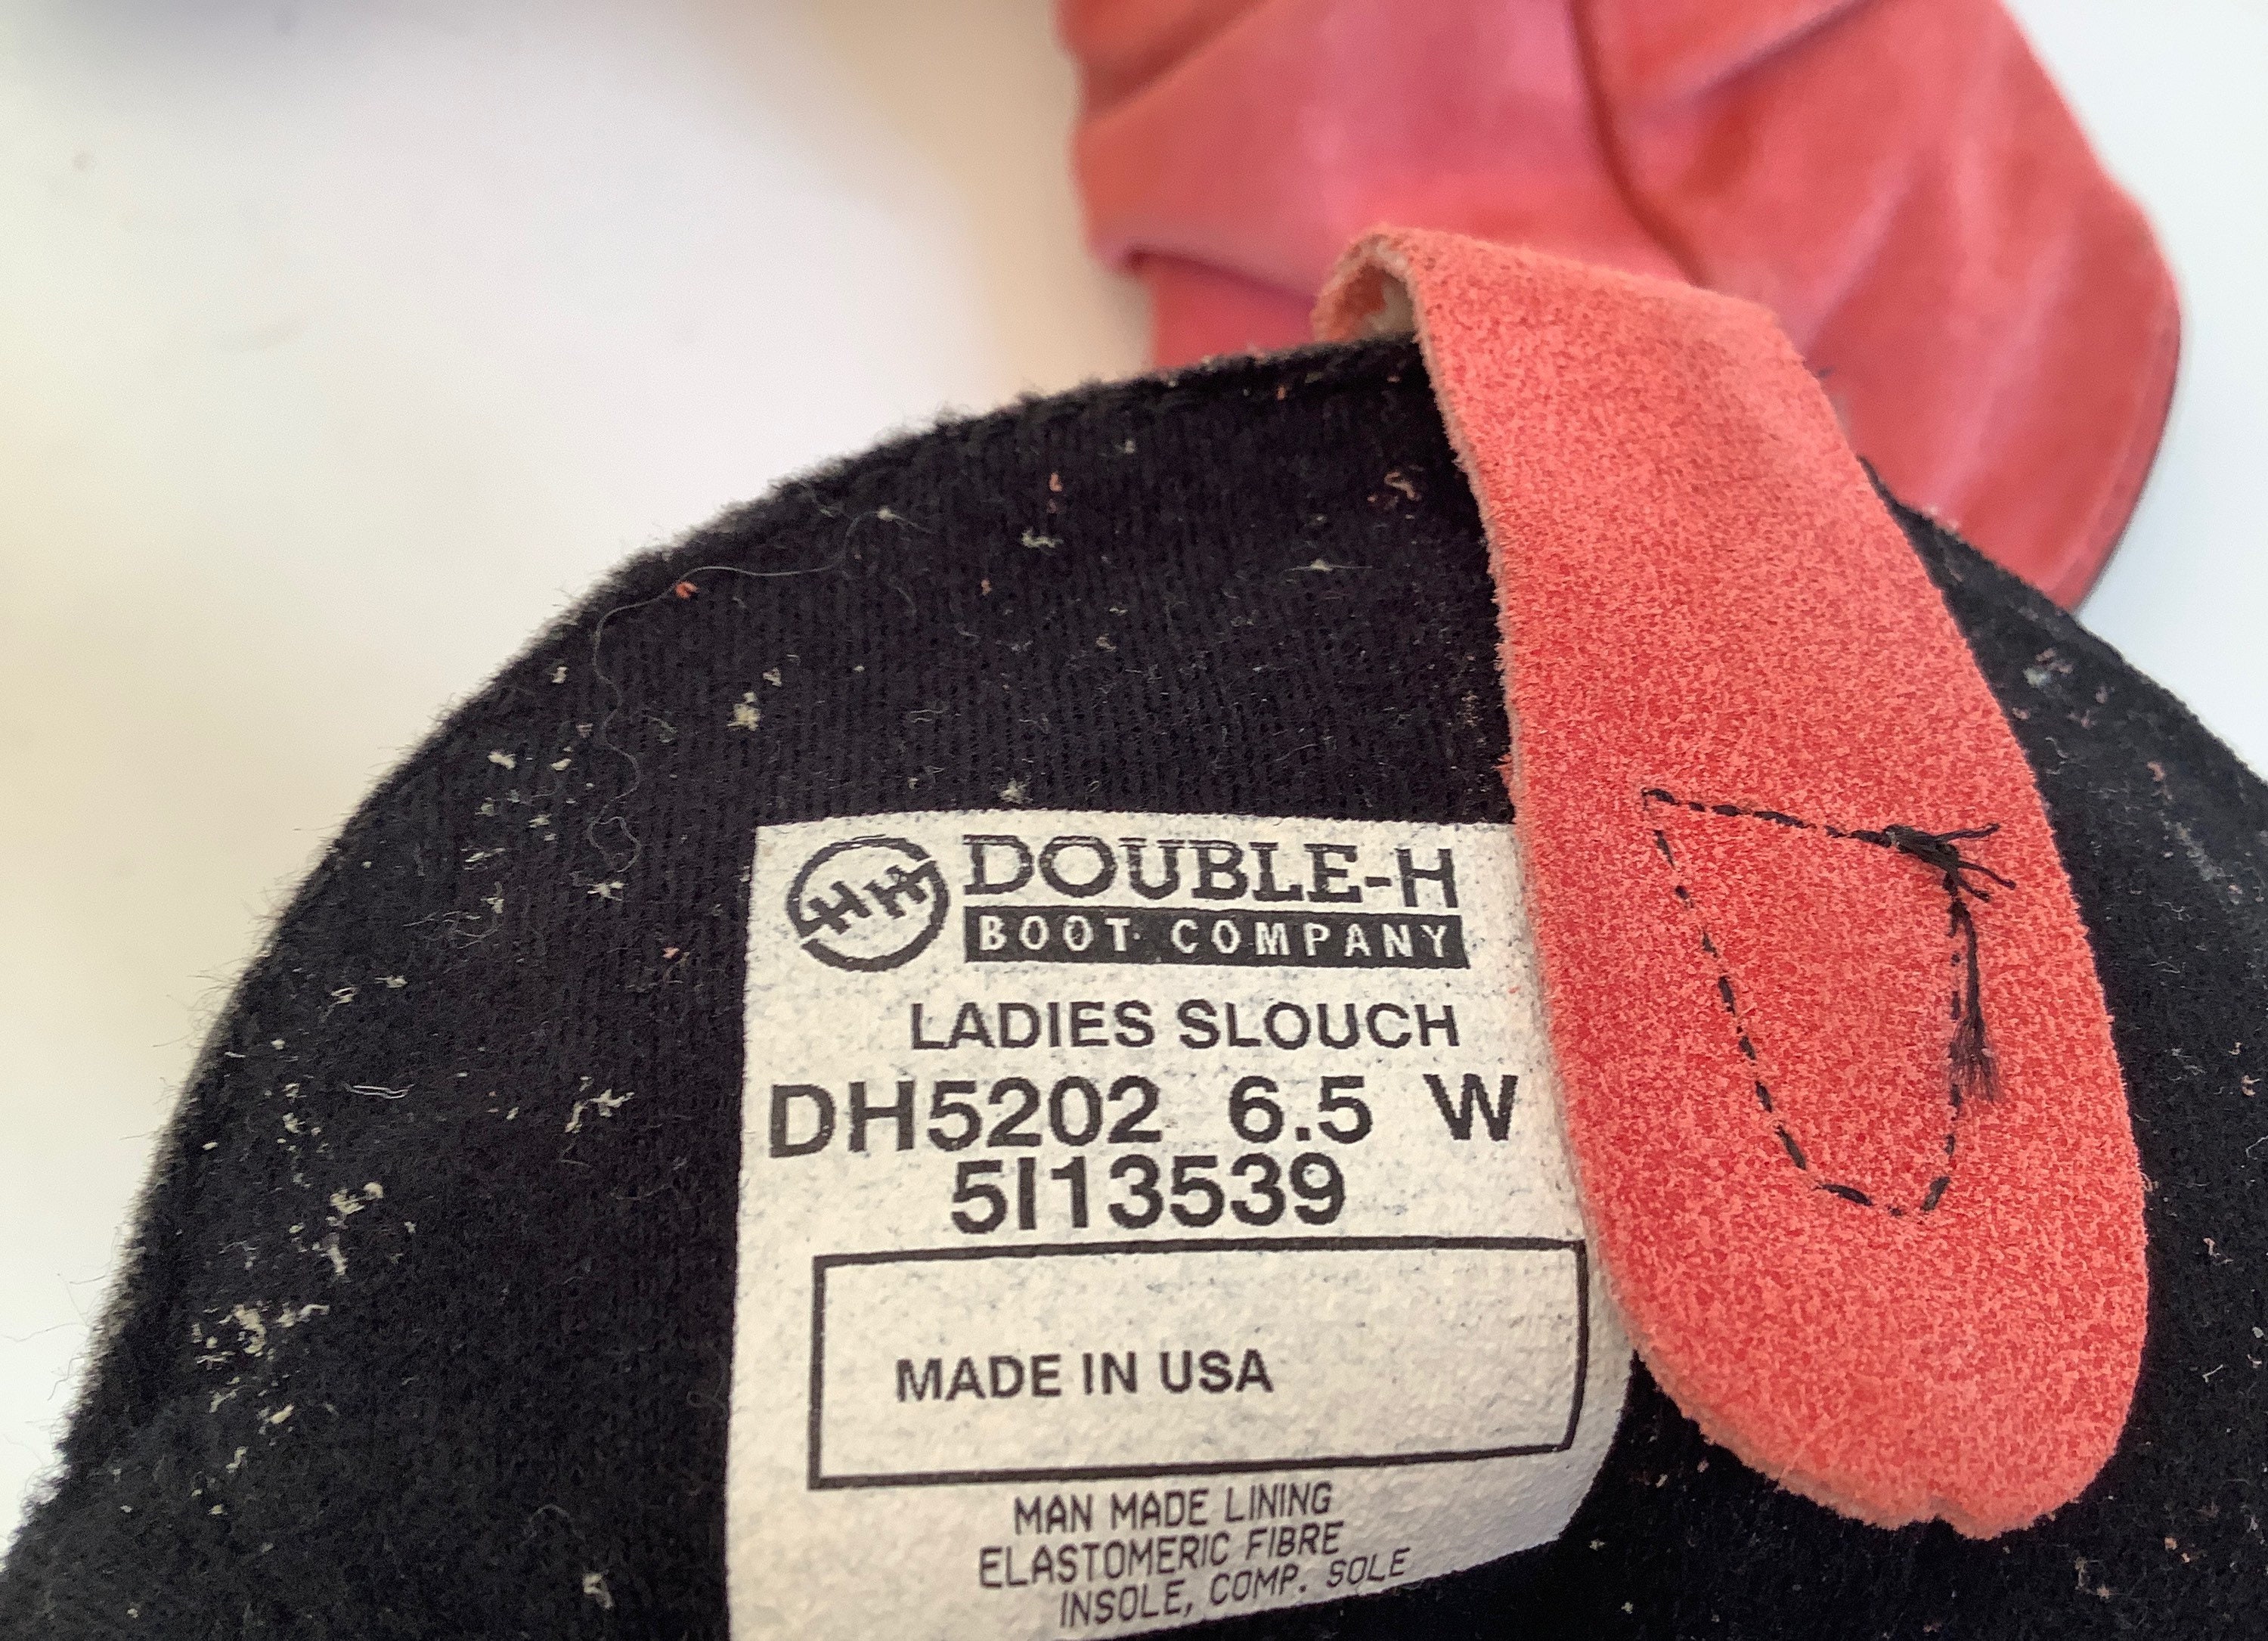 HH
DOUBLE-H
BOOT COMPANY
LADIES SLOUCH
DH5202 6.5 W
5I13539
MADE IN USA
MAN MADE LINING
ELASTOMERIC FIBRE
INSOLE, COMP. SOLE